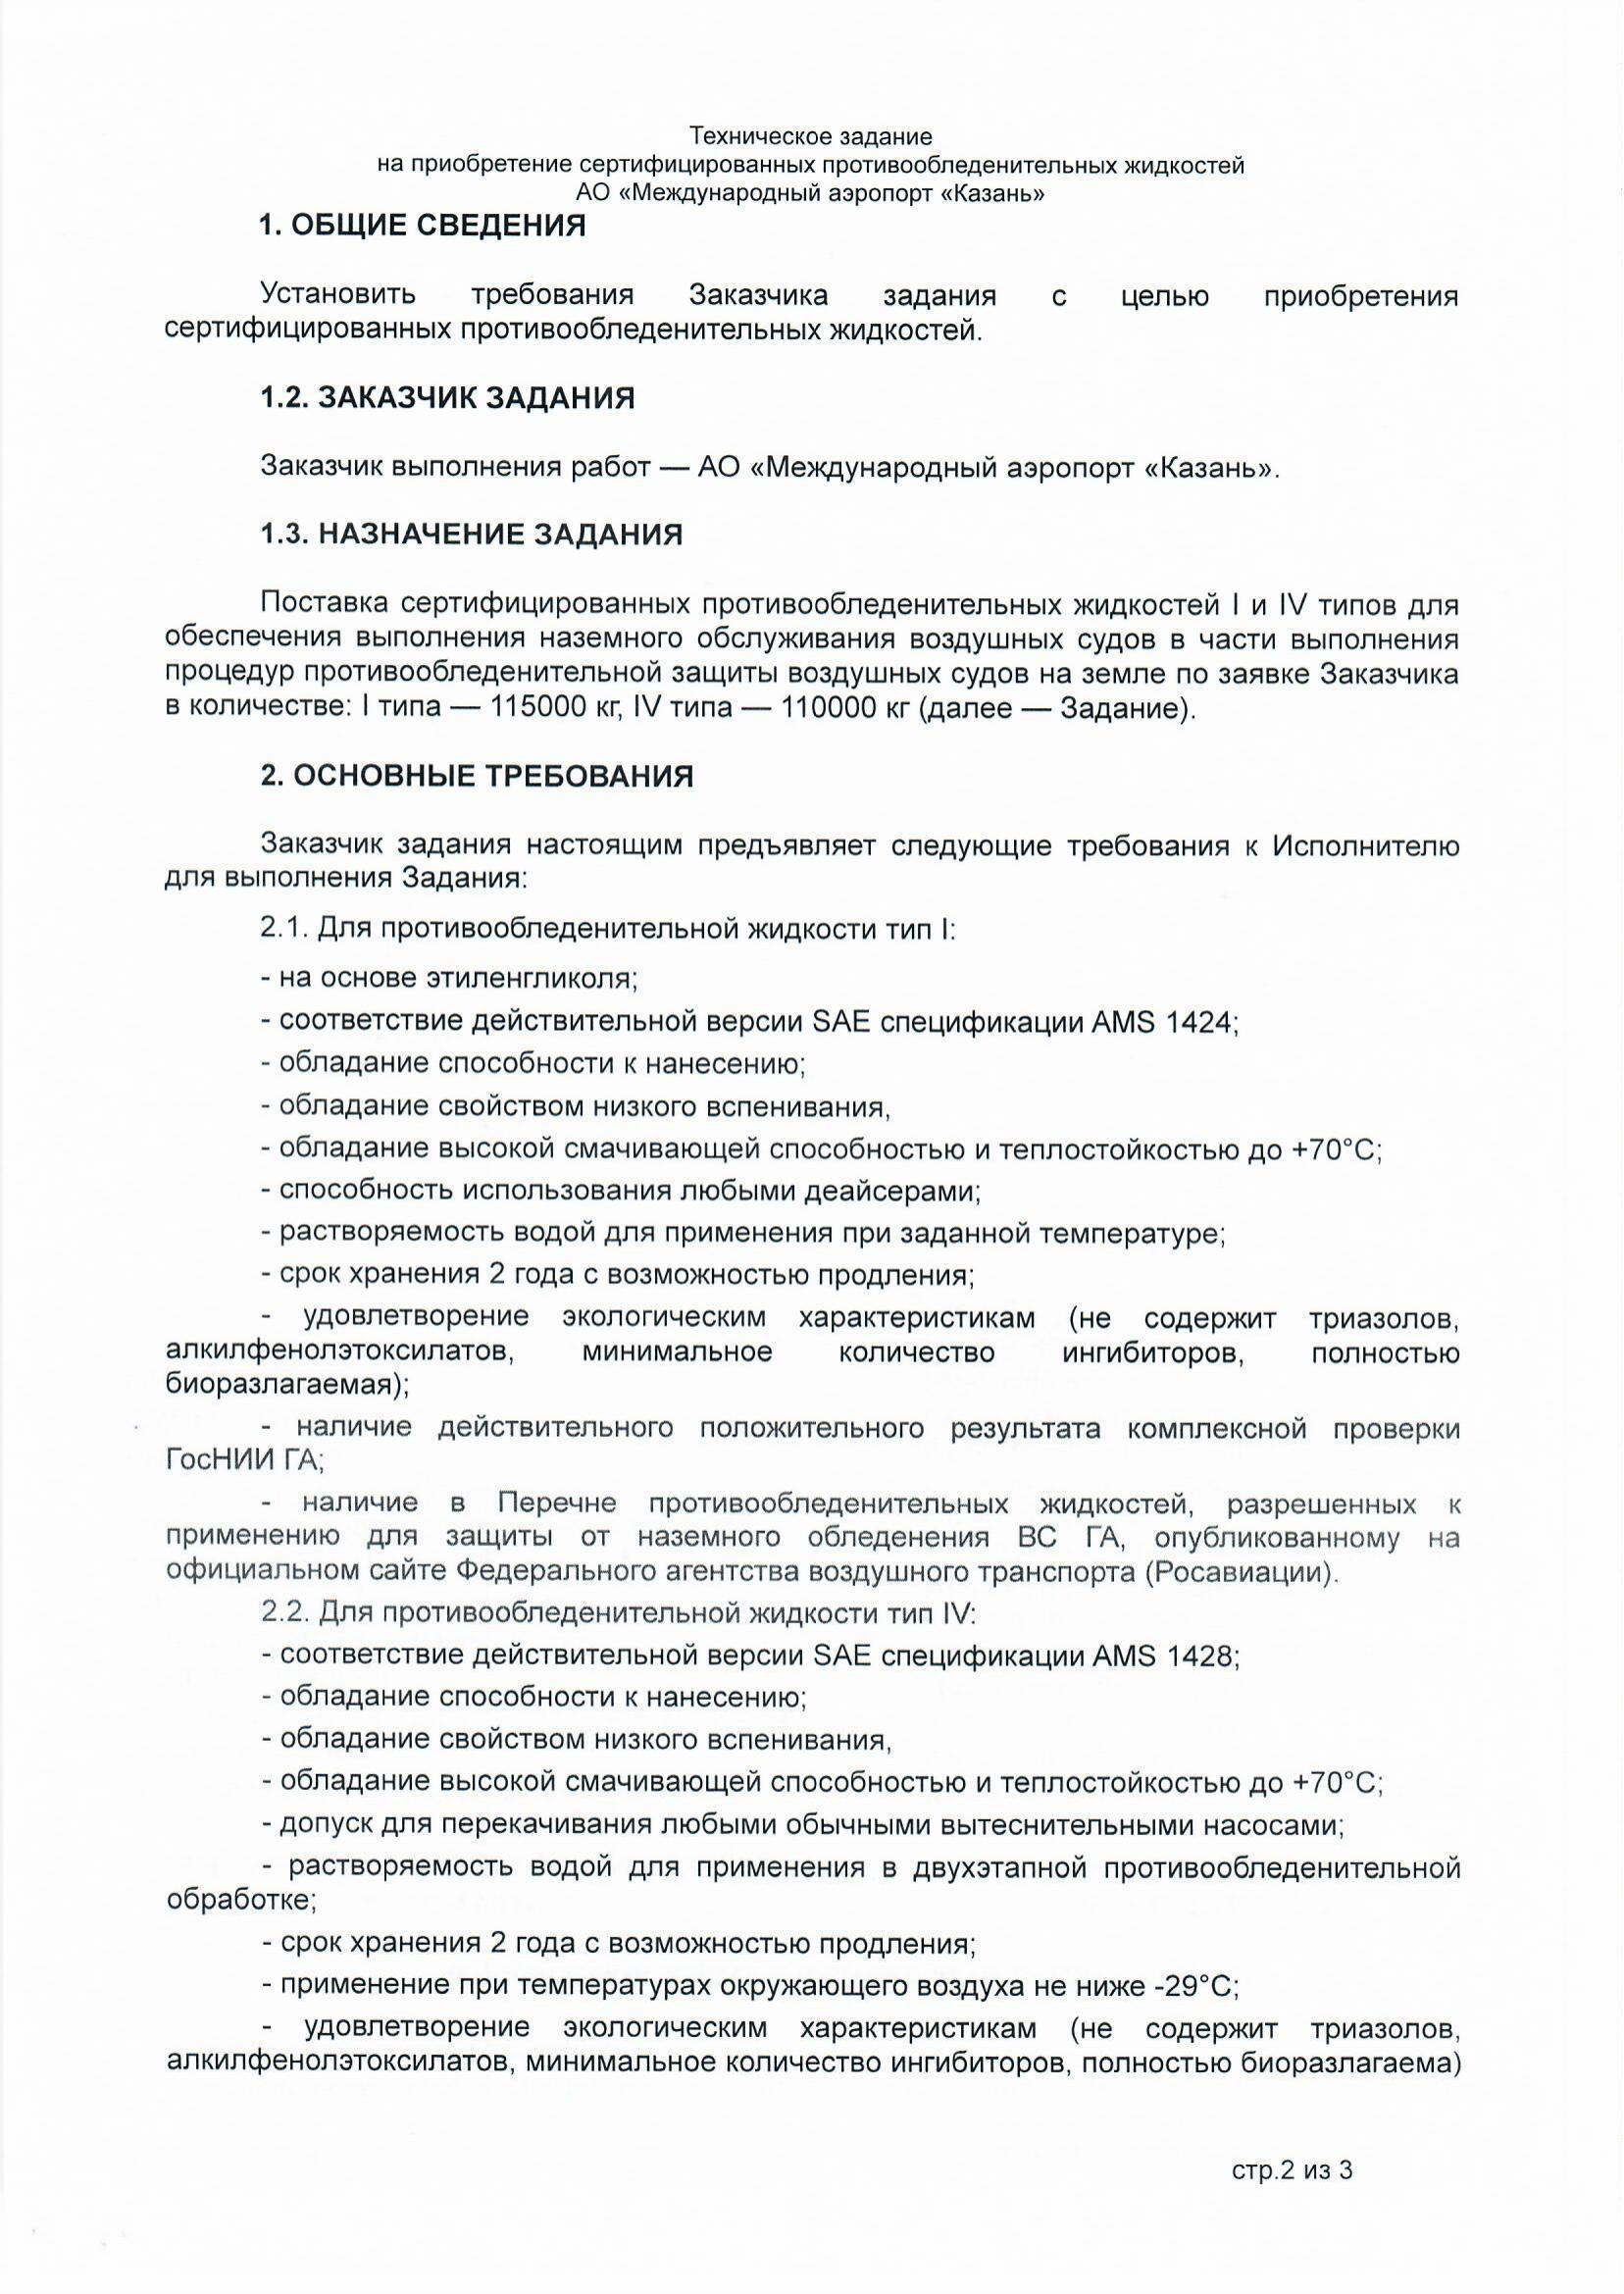 Техническое задание
на приобретение сертифицированных противообледенительных жидкостей
АО «Международный аэропорт «Казань»
1. ОБЩИЕ СВЕДЕНИЯ
Установить требования Заказчика задания с целью приобретения
сертифицированных противообледенительных жидкостей.
1.2. ЗАКАЗЧИК ЗАДАНИЯ
Заказчик выполнения работ — АО «Международный аэропорт «Казань».
1.3. НАЗНАЧЕНИЕ ЗАДАНИЯ
Поставка сертифицированных противообледенительных жидкостей I и IV типов для
обеспечения выполнения наземного обслуживания воздушных судов в части выполнения
процедур противообледенительной защиты воздушных судов на земле по заявке Заказчика
в количестве: I типа — 115000 кг, IV типа — 110000 кг (далее — Задание).
2. ОСНОВНЫЕ ТРЕБОВАНИЯ
Заказчик задания настоящим предъявляет следующие требования к Исполнителю
для выполнения Задания:
2.1. Для противообледенительной жидкости тип I:
- на основе этиленгликоля;
- соответствие действительной версии SAE спецификации AMS 1424;
- обладание способности к нанесению;
- обладание свойством низкого вспенивания,
- обладание высокой смачивающей способностью и теплостойкостью до +70°С;
- способность использования любыми деайсерами;
- растворяемость водой для применения при заданной температуре;
- срок хранения 2 года с возможностью продления;
- удовлетворение экологическим характеристикам (не содержит триазолов,
алкилфенолэтоксилатов, минимальное количество ингибиторов, полностью
биоразлагаемая);
- наличие действительного положительного результата комплексной проверки
ГосНИИ ГА;
- наличие в Перечне противообледенительных жидкостей, разрешенных к
применению для защиты от наземного обледенения ВС ГА, опубликованному на
официальном сайте Федерального агентства воздушного транспорта (Росавиации).
2.2. Для противообледенительной жидкости тип IV:
- соответствие действительной версии SAE спецификации AMS 1428;
- обладание способности к нанесению;
- обладание свойством низкого вспенивания,
- обладание высокой смачивающей способностью и теплостойкостью до +70°С;
- допуск для перекачивания любыми обычными вытеснительными насосами;
- растворяемость водой для применения в двухэтапной противообледенительной
обработке;
- срок хранения 2 года с возможностью продления;
- применение при температурах окружающего воздуха не ниже -29°С;
- удовлетворение экологическим характеристикам (не содержит триазолов,
алкилфенолэтоксилатов, минимальное количество ингибиторов, полностью биоразлагаема)
стр.2 из 3